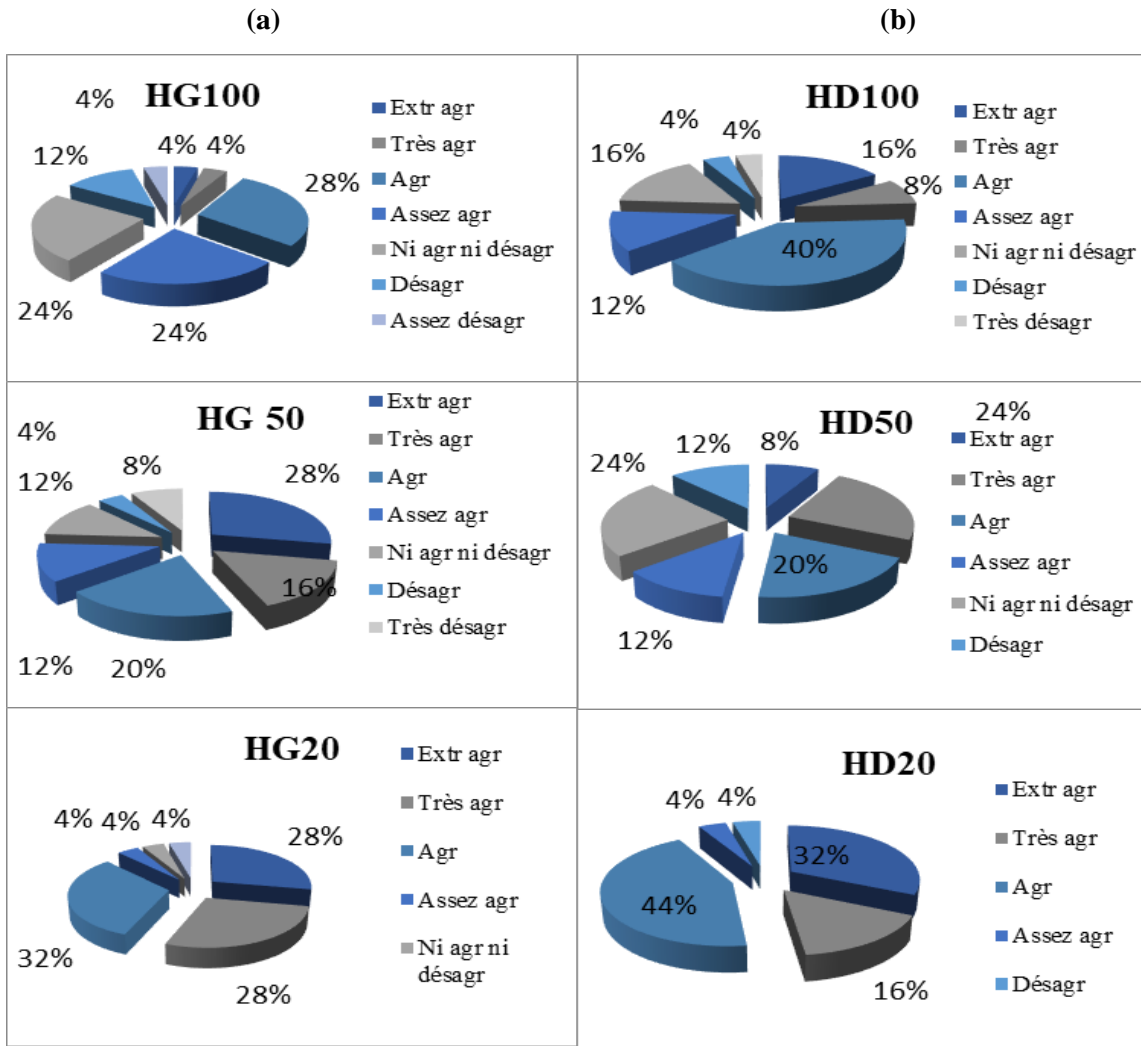 (a)
(b)
HG100
4%
4%
4%
12%
28%
24%
24%
Extr agr
Très agr
Agr
Assez agr
Ni agr ni désagr
Désagr
Assez désagr
HD100
4%
4%
16%
16%
8%
40%
12%
Extr agr
Très agr
Agr
Assez agr
Ni agr ni désagr
Désagr
Très désagr
HG 50
4%
8%
28%
12%
16%
12%
20%
Extr agr
Très agr
Agr
Assez agr
Ni agr ni désagr
Désagr
Très désagr
HD50
24%
12%
8%
24%
20%
12%
Extr agr
Très agr
Agr
Assez agr
Ni agr ni désagr
Désagr
HG20
4%
4%
4%
28%
32%
28%
Extr agr
Très agr
Agr
Assez agr
Ni agr ni
désagr
HD20
4%
4%
32%
44%
16%
Extr agr
Très agr
Agr
Assez agr
Désagr